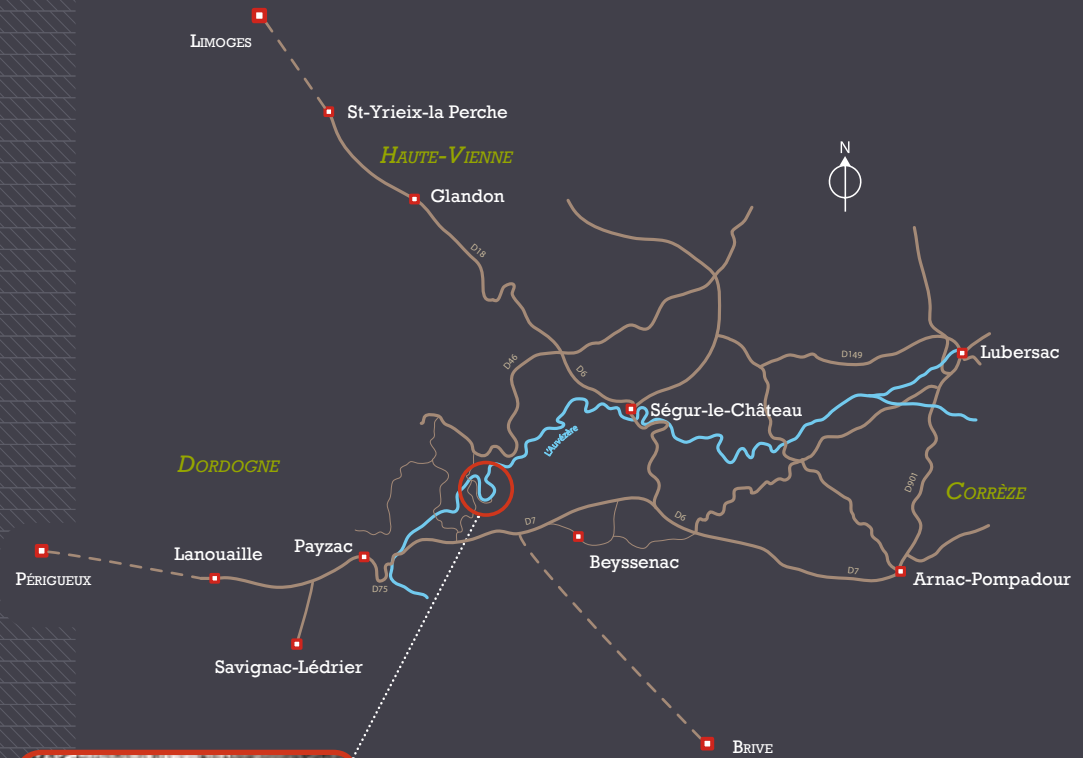 Limoges
St-Yrieix-la Perche
Haute-Vienne
N
Glandon
D18
D46
D6
D149
Lubersac
Ségur-le-Château
L'Auvézère
Dordogne
D901
Corrèze
D7
D6
Périgueux
Lanouaille
Payzac
D75
Beyssenac
D7
Arnac-Pompadour
Savignac-Lédrier
Brive